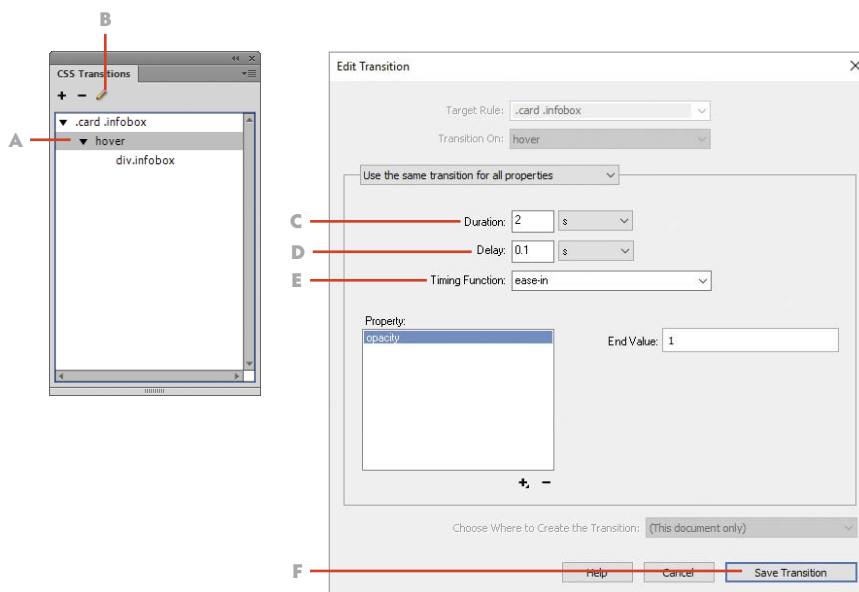 B
CSS Transitions
.card .infobox
A
hover
div.infobox
Edit Transition
Target Rule: .card .infobox
Transition On: hover
Use the same transition for all properties
C
Duration: 2 s
D
Delay: 0.1 s
E
Timing Function: ease-in
Property:
opacity
End Value: 1
Choose Where to Create the Transition: (This document only)
F
Help Cancel Save Transition